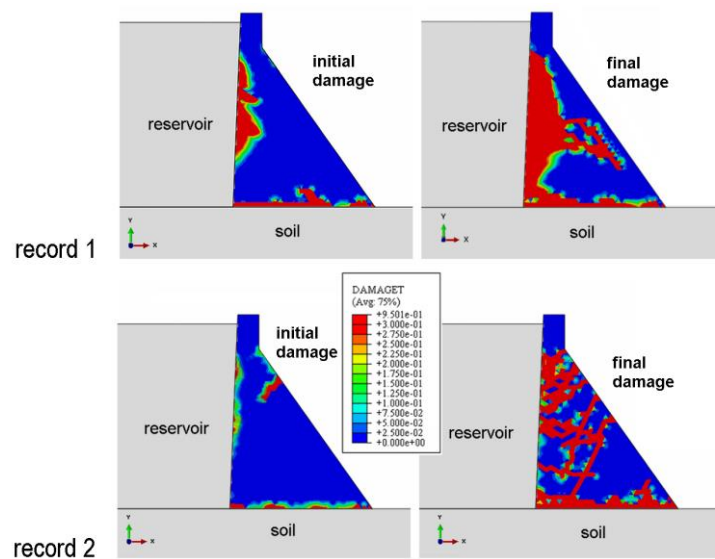 initial
damage
reservoir
soil
Y
X
final
damage
reservoir
soil
Y
X
record 1
DAMAGET
(Avg: 75%)
+9.501e-01
+3.000e-01
+2.750e-01
+2.500e-01
+2.250e-01
+2.000e-01
+1.750e-01
+1.500e-01
+1.250e-01
+1.000e-01
+7.500e-02
+5.000e-02
+2.500e-02
+0.000e+00
initial
damage
reservoir
soil
Y
X
final
damage
reservoir
soil
Y
X
record 2